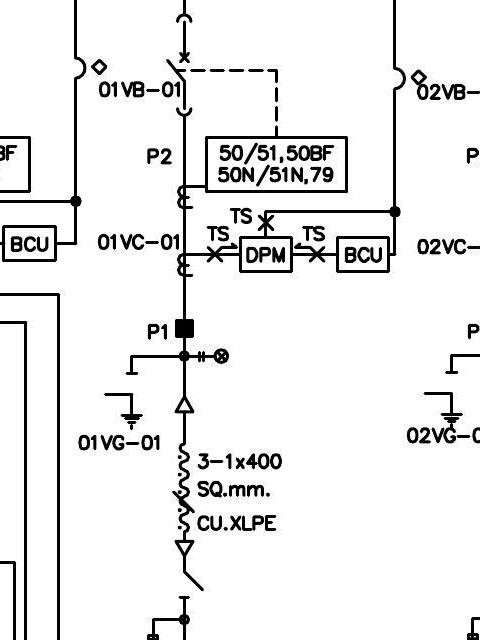 01VB-01
02VB-
BF
P2
50/51,50BF
50N/51N,79
P
TS
01VC-01
TS
TS
02VC-
BCU
DPM
BCU
P1
P
01VG-01
02VG-0
3-1x400
SQ.mm.
CU.XLPE